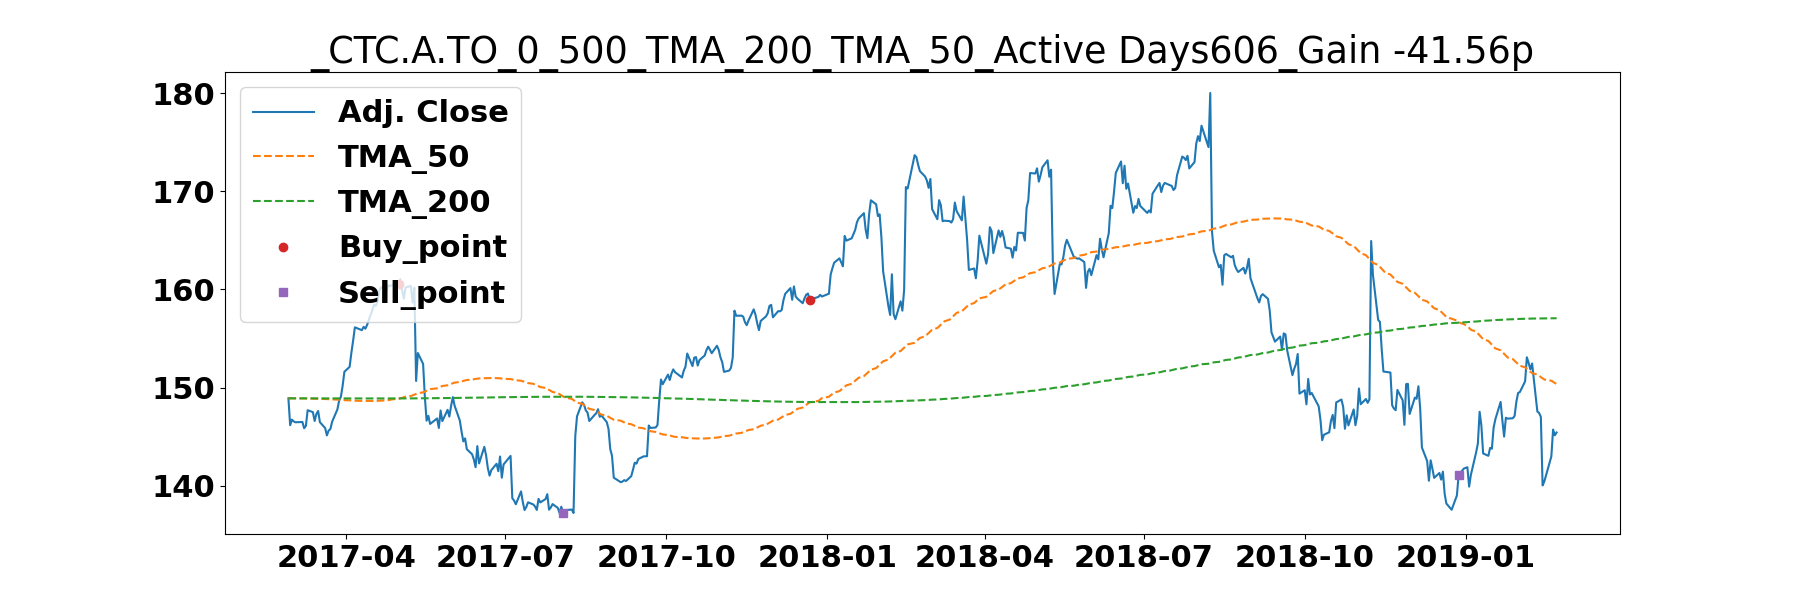 _CTC.A.TO_0_500_TMA_200_TMA_50_Active Days606_Gain -41.56p
180
170
160
150
140
Adj. Close
TMA_50
TMA_200
Buy_point
Sell_point
2017-04 2017-07 2017-10 2018-01 2018-04 2018-07 2018-10 2019-01